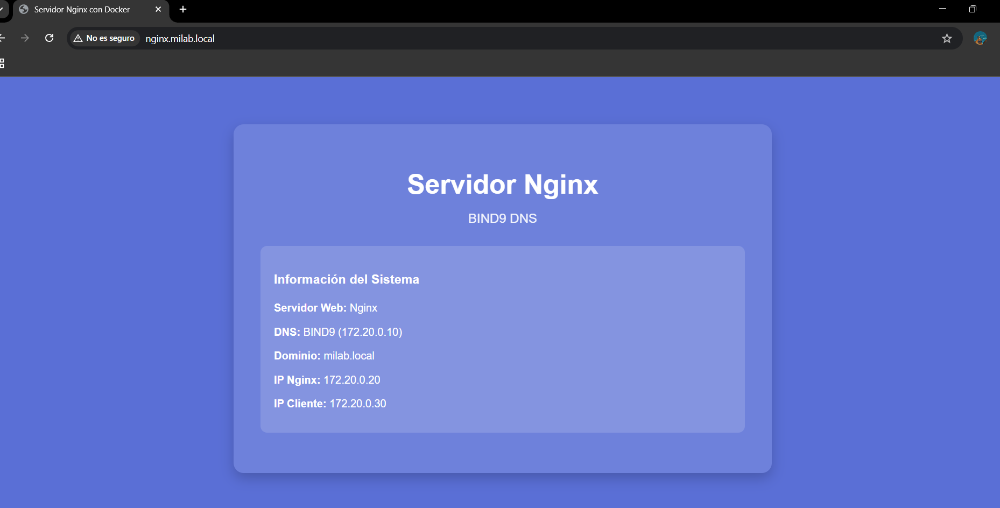 Servidor Nginx con Docker
No es seguro nginx.milab.local
Servidor Nginx
BIND9 DNS
Información del Sistema
Servidor Web: Nginx
DNS: BIND9 (172.20.0.10)
Dominio: milab.local
IP Nginx: 172.20.0.20
IP Cliente: 172.20.0.30